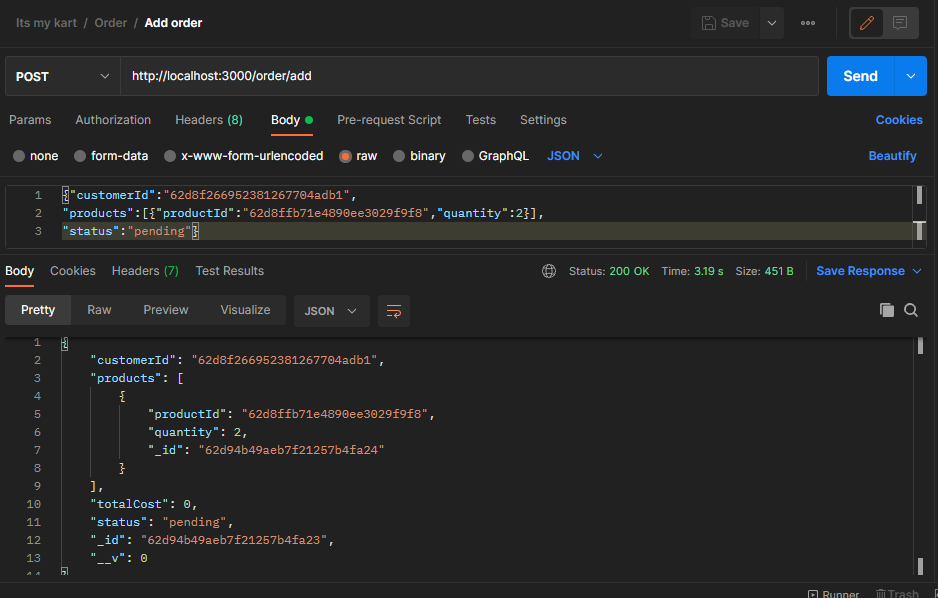 Its my kart / Order / Add order
Save
POST
http://localhost:3000/order/add
Send
Params Authorization Headers (8) Body Pre-request Script Tests Settings
Cookies
none form-data x-www-form-urlencoded raw binary GraphQL JSON
Beautify
1 {"customerId":"62d8f266952381267704adb1",
2 "products":[{"productId":"62d8ffb71e4890ee3029f9f8","quantity":2}],
3 "status":"pending"}
Body Cookies Headers (7) Test Results
Status: 200 OK Time: 3.19 s Size: 451 B
Save Response
Pretty Raw Preview Visualize JSON
1 {
2 "customerId": "62d8f266952381267704adb1",
3 "products": [
4 {
5 "productId": "62d8ffb71e4890ee3029f9f8",
6 "quantity": 2,
7 "_id": "62d94b49aeb7f21257b4fa24"
8 }
9 ],
10 "totalCost": 0,
11 "status": "pending",
12 "_id": "62d94b49aeb7f21257b4fa23",
13 "__v": 0
14 }
Runner Trash